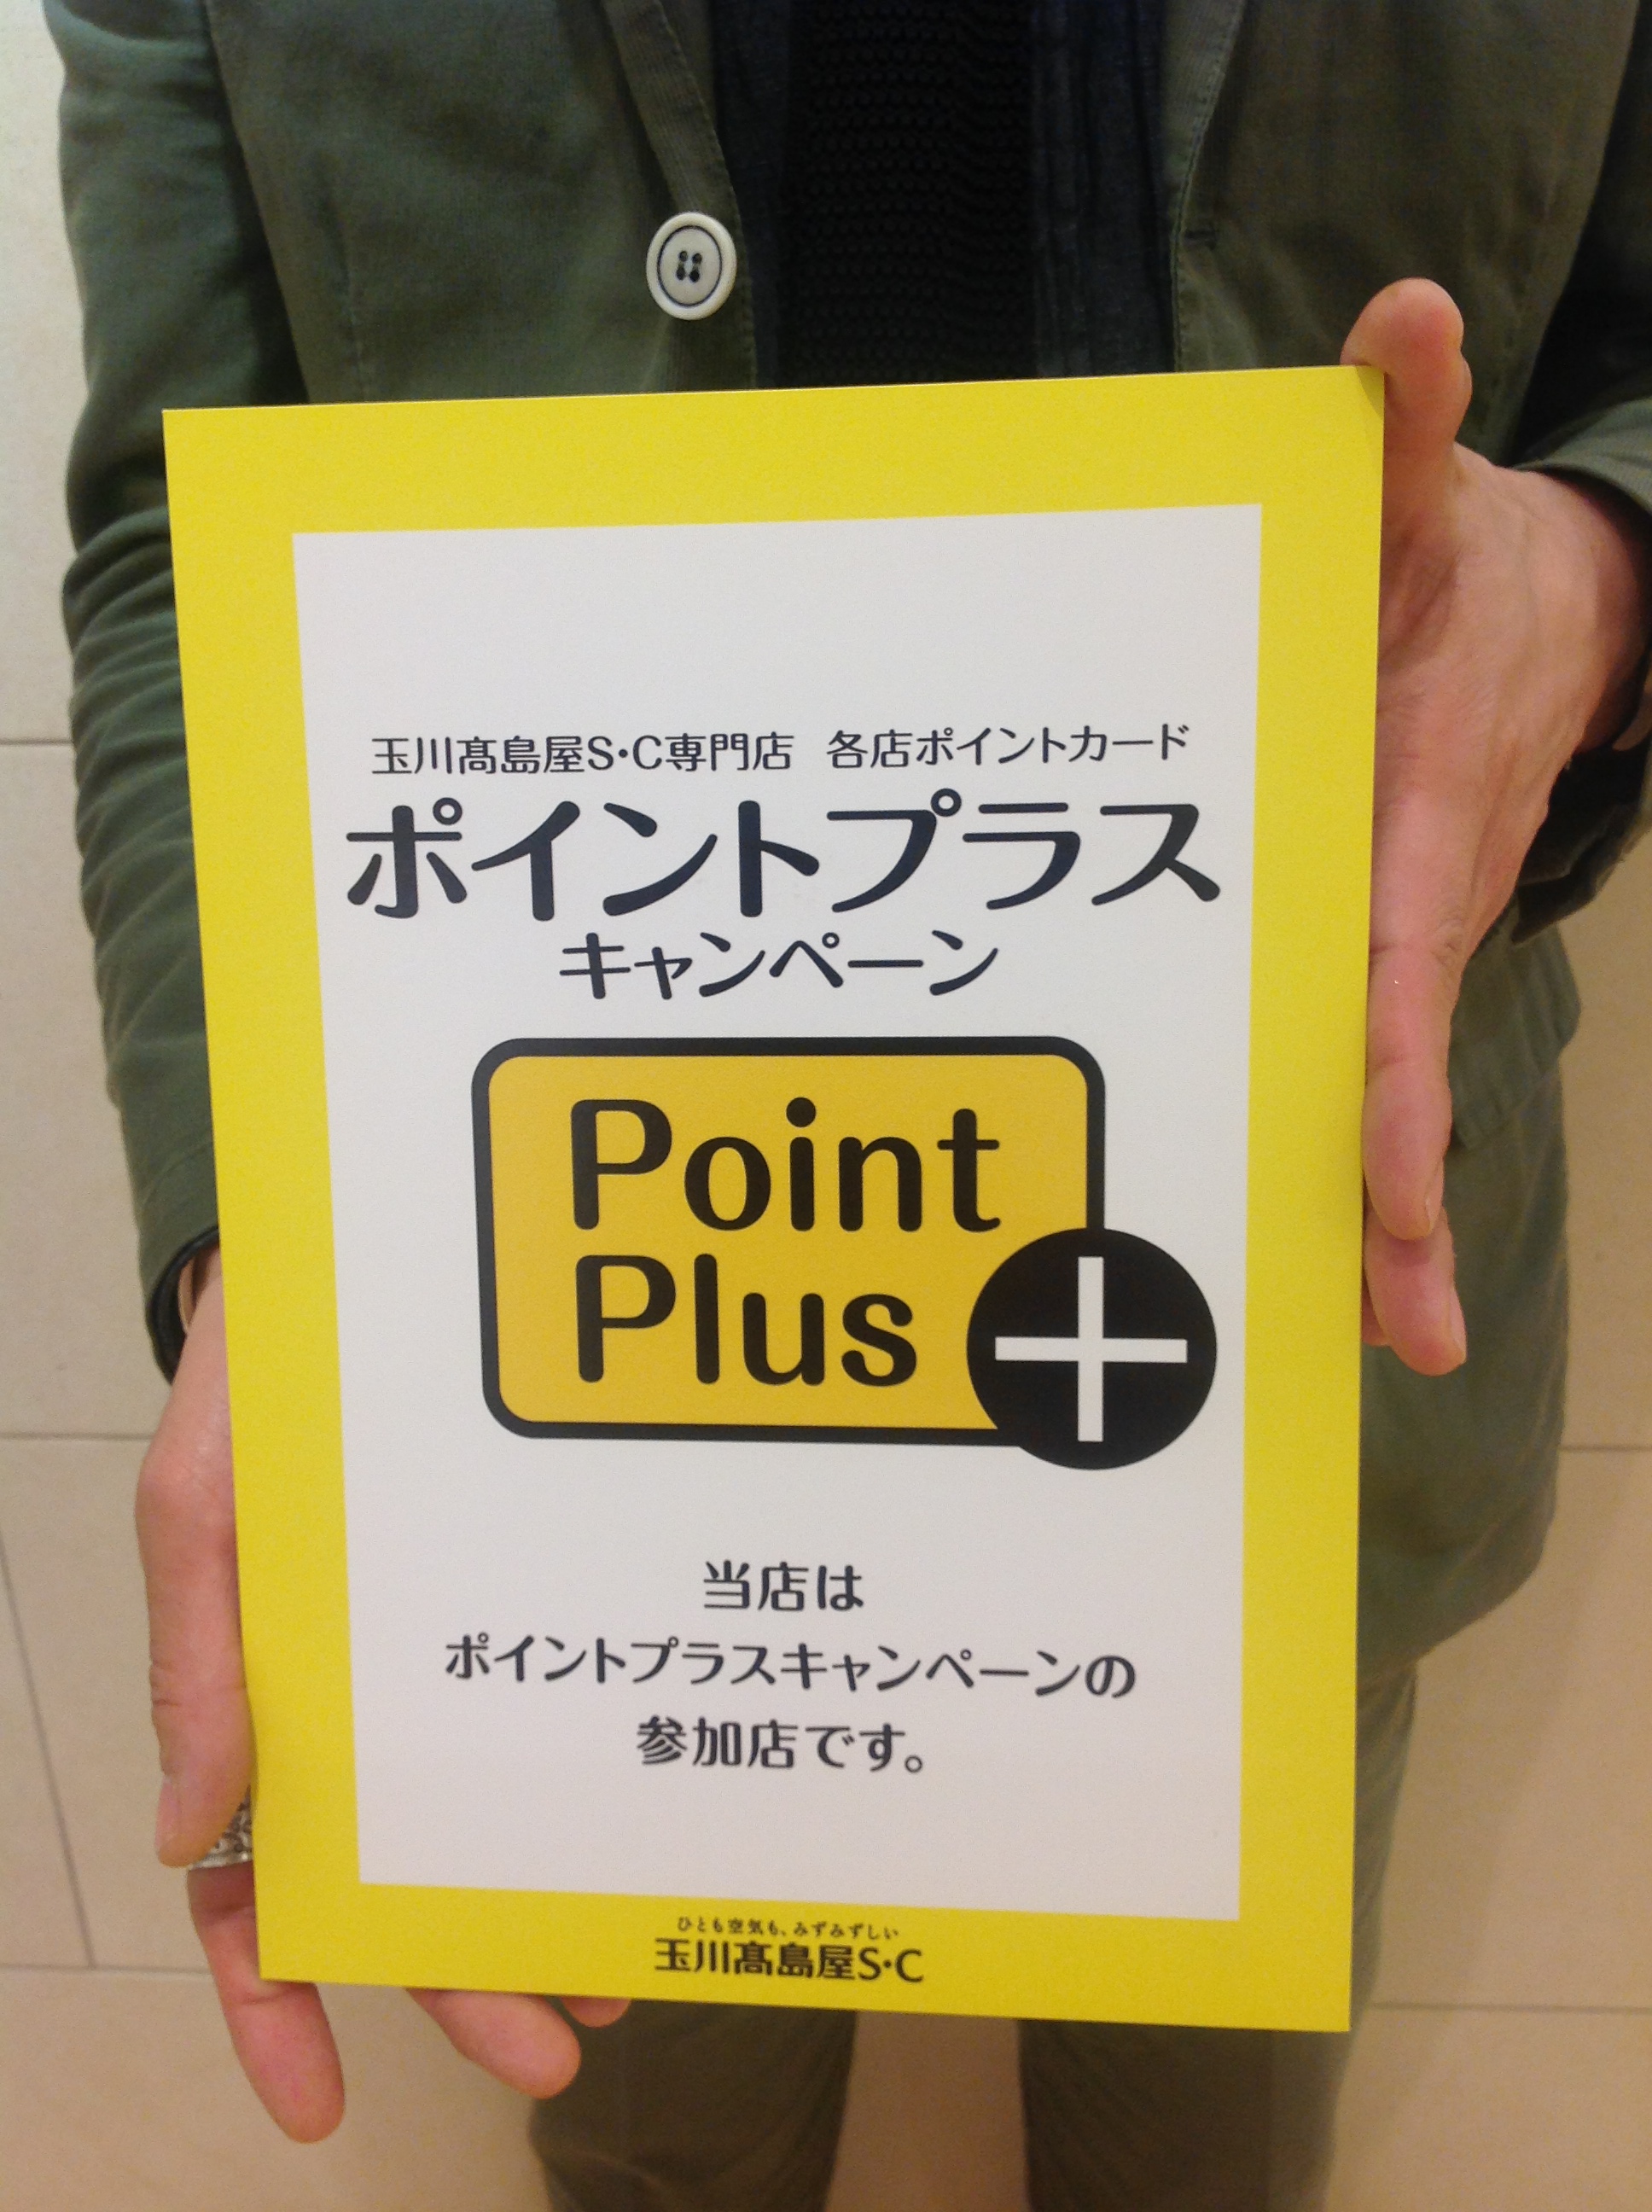 玉川髙島屋S・C専門店 各店ポイントカード
ポイントプラス
キャンペーン
Point
Plus
当店は
ポイントプラスキャンペーンの
参加店です。
ひとも空気も、みずみずしい
玉川髙島屋S・C